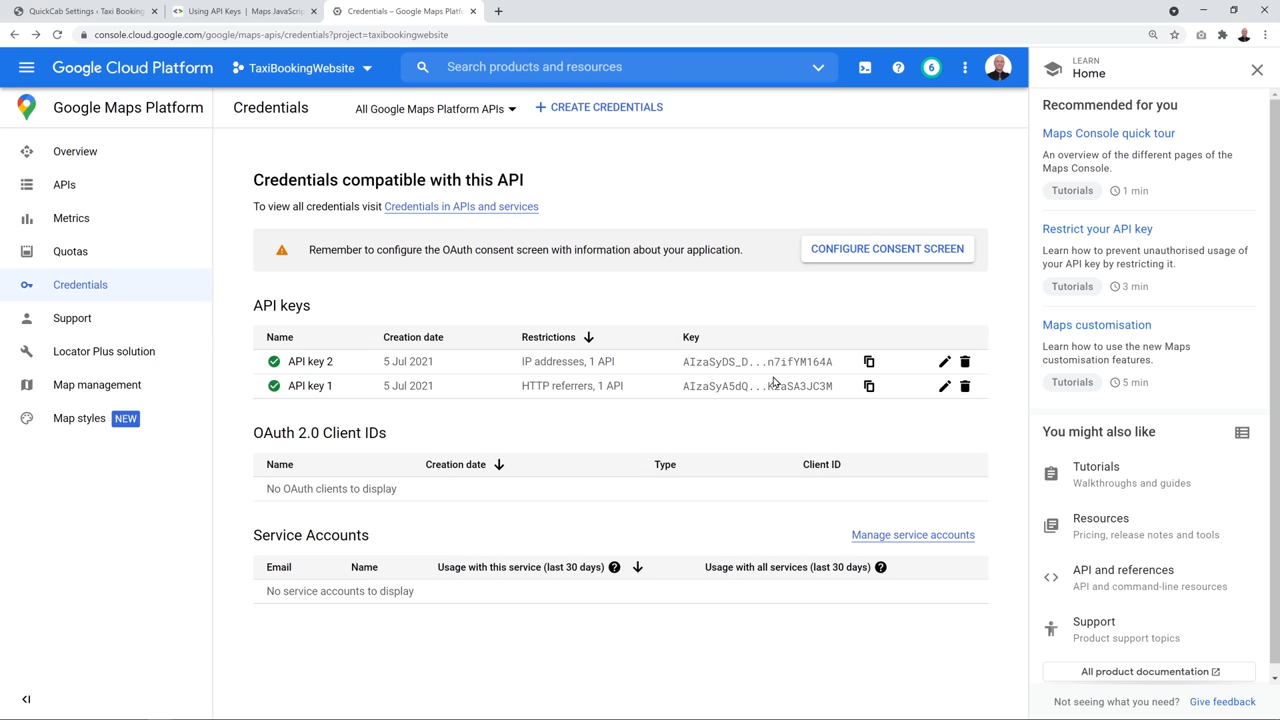 QuickCab Settings ‹ Taxi Booking
Using API Keys | Maps JavaScri
Credentials – Google Maps Platf
console.cloud.google.com/google/maps-apis/credentials?project=taxibookingwebsite
Google Cloud Platform
TaxiBookingWebsite
Search products and resources
6
LEARN
Home
Google Maps Platform
Credentials
All Google Maps Platform APIs
+ CREATE CREDENTIALS
Overview
APIs
Metrics
Quotas
Credentials
Support
Locator Plus solution
Map management
Map styles NEW
Credentials compatible with this API
To view all credentials visit Credentials in APIs and services
Remember to configure the OAuth consent screen with information about your application.
CONFIGURE CONSENT SCREEN
API keys
Name Creation date Restrictions Key
API key 2 5 Jul 2021 IP addresses, 1 API AIzaSyDS_D...n7ifYM164A
API key 1 5 Jul 2021 HTTP referrers, 1 API
OAuth 2.0 Client IDs
Name Creation date Type Client ID
No OAuth clients to display
Service Accounts
Manage service accounts
Email Name Usage with this service (last 30 days) Usage with all services (last 30 days)
No service accounts to display
Recommended for you
Maps Console quick tour
An overview of the different pages of the
Maps Console.
Tutorials 1 min
Restrict your API key
Learn how to prevent unauthorised usage of
your API key by restricting it.
Tutorials 3 min
Maps customisation
Learn how to use the new Maps
customisation features.
Tutorials 5 min
You might also like
Tutorials
Walkthroughs and guides
Resources
Pricing, release notes and tools
API and references
API and command-line resources
Support
Product support topics
All product documentation
Not seeing what you need? Give feedback